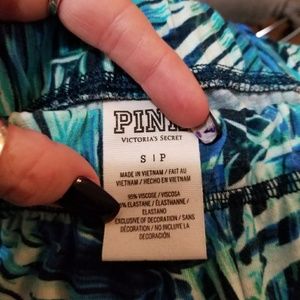 PINK
VICTORIA'S SECRET
S | P
MADE IN VIETNAM / FAIT AU
VIETNAM / HECHO EN VIETNAM
95% VISCOSE / VISCOSA
ELASTANE / ÉLASTHANNE /
ELASTANO
EXCLUSIVE OF DECORATION / SANS
DÉCORATION / NO INCLUYE LA
DECORACIÓN